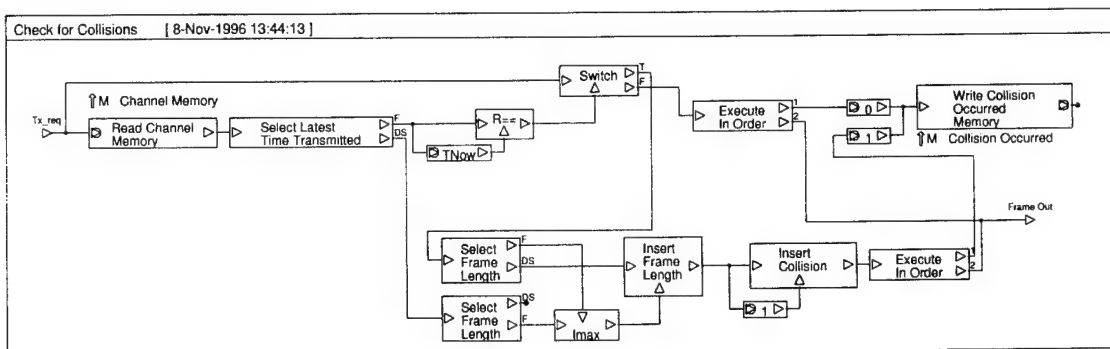 Check for Collisions [ 8-Nov-1996 13:44:13 ]
M Channel Memory
Tx_req
Read Channel
Memory
Select Latest
Time Transmitted
F
DS
R==
TNow
Switch
T
F
Execute
In Order
1
2
0
1
Write Collision
Occurred
Memory
M Collision Occurred
Frame Out
Select
Frame
Length
F
DS
Insert
Frame
Length
Insert
Collision
1
Execute
In Order
1
2
Select
Frame
Length
DS
F
Imax